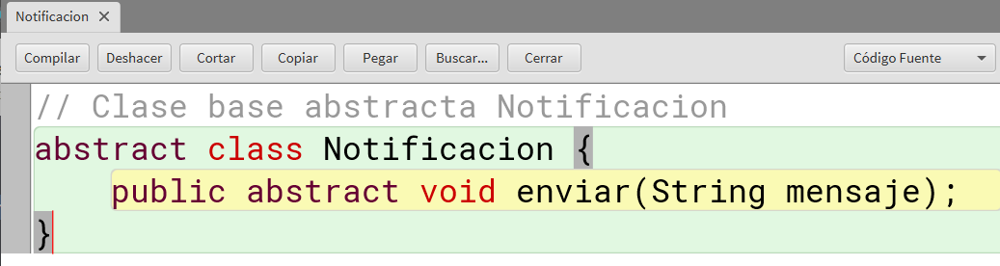 Notificacion
Compilar Deshacer Cortar Copiar Pegar Buscar... Cerrar Código Fuente
// Clase base abstracta Notificacion
abstract class Notificacion {
    public abstract void enviar(String mensaje);
}